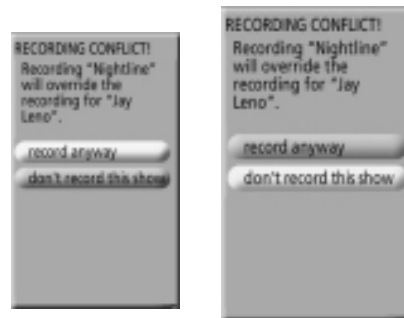 RECORDING CONFLICT!
Recording "Nightline"
will override the
recording for "Jay
Leno".
record anyway
don't record this show
RECORDING CONFLICT!
Recording "Nightline"
will override the
recording for "Jay
Leno".
record anyway
don't record this show